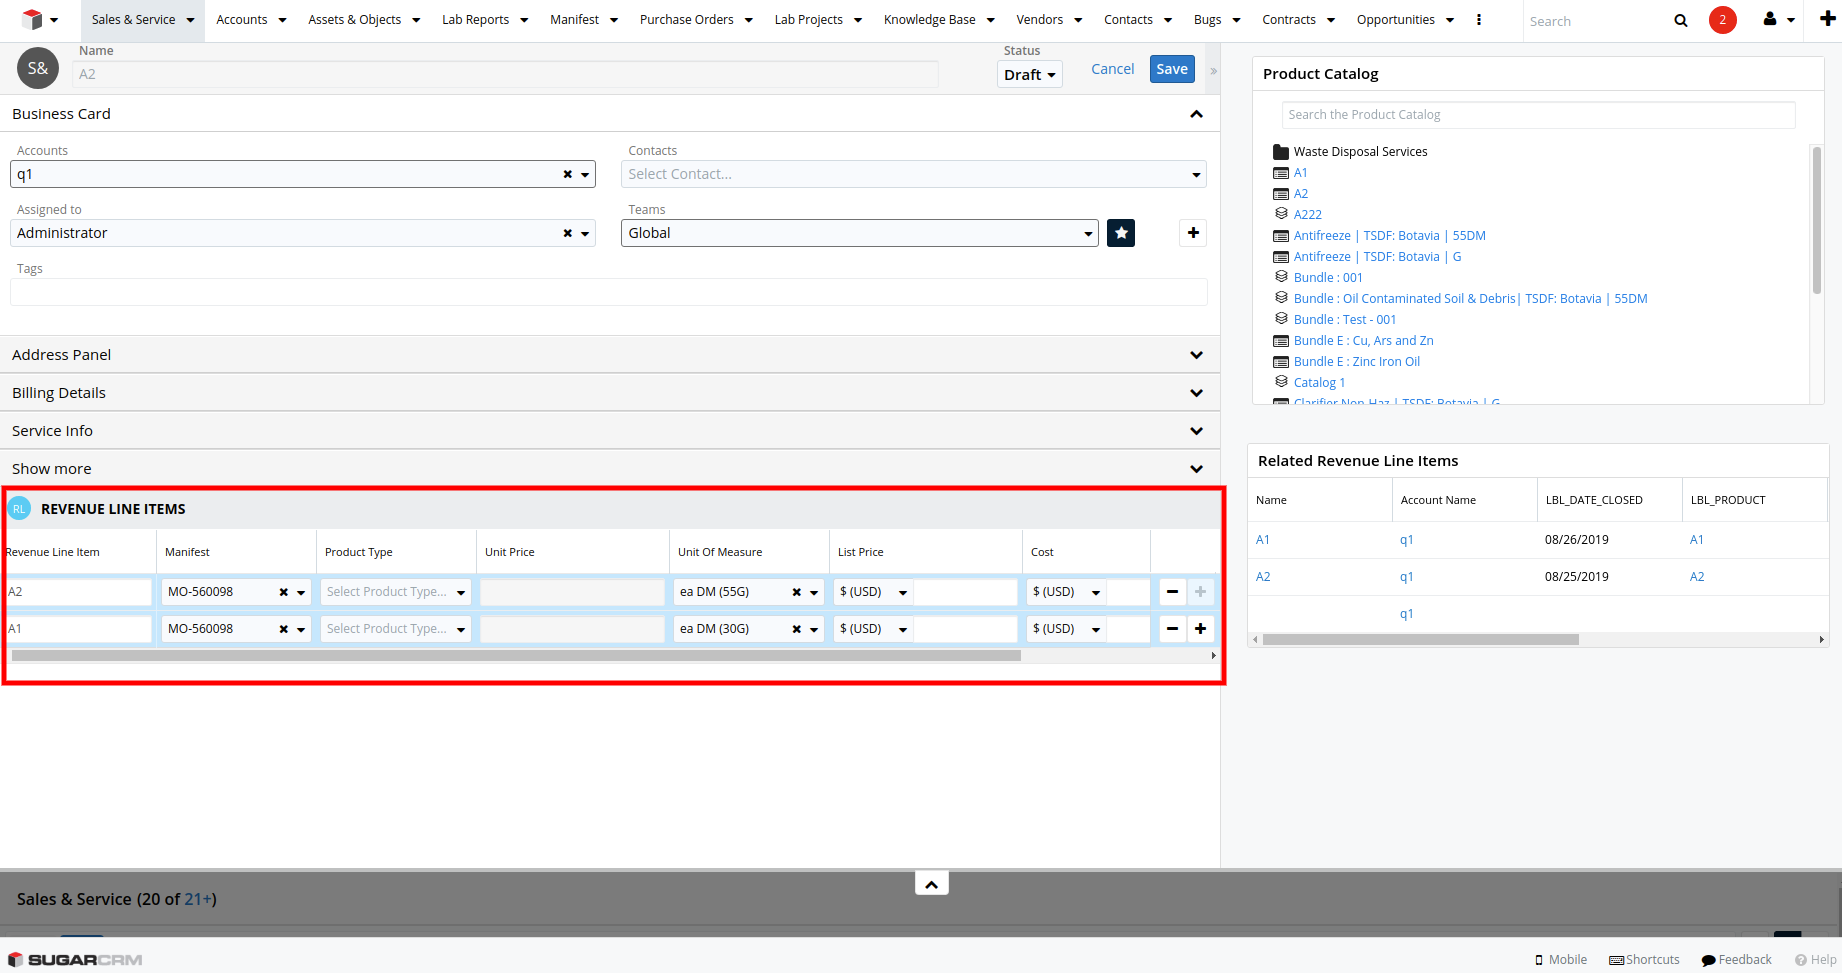 Sales & Service Accounts Assets & Objects Lab Reports Manifest Purchase Orders Lab Projects Knowledge Base Vendors Contacts Bugs Contracts Opportunities Search 2
S& Name Status
A2 Draft Cancel Save »
Business Card
Accounts Contacts
q1 Select Contact...
Assigned to Teams
Administrator Global
Tags
Address Panel
Billing Details
Service Info
Show more
RL REVENUE LINE ITEMS
Revenue Line Item Manifest Product Type Unit Price Unit Of Measure List Price Cost
A2 MO-560098 Select Product Type... ea DM (55G) $ (USD) $ (USD)
A1 MO-560098 Select Product Type... ea DM (30G) $ (USD) $ (USD)
Product Catalog
Search the Product Catalog
Waste Disposal Services
A1
A2
A222
Antifreeze | TSDF: Botavia | 55DM
Antifreeze | TSDF: Botavia | G
Bundle : 001
Bundle : Oil Contaminated Soil & Debris| TSDF: Botavia | 55DM
Bundle : Test - 001
Bundle E : Cu, Ars and Zn
Bundle E : Zinc Iron Oil
Catalog 1
Clarifier Non-Haz | TSDF: Botavia | G
Related Revenue Line Items
Name Account Name LBL_DATE_CLOSED LBL_PRODUCT
A1 q1 08/26/2019 A1
A2 q1 08/25/2019 A2
q1
Sales & Service (20 of 21+)
SUGARCRM Mobile Shortcuts Feedback Help